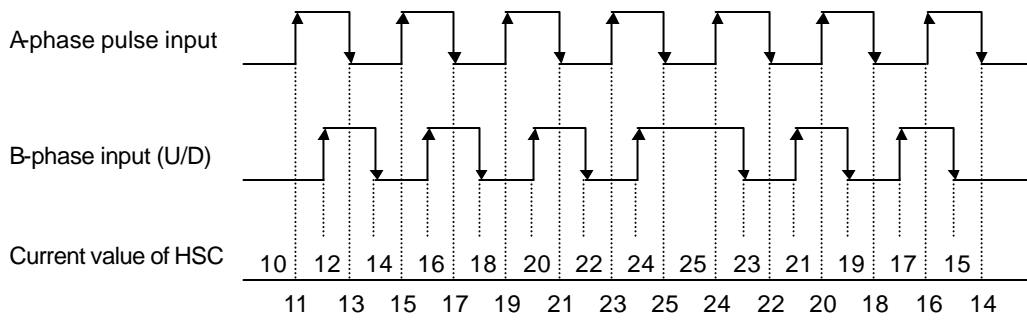 A-phase pulse input
B-phase input (U/D)
Current value of HSC
10 12 14 16 18 20 22 24 25 23 21 19 17 15
11 13 15 17 19 21 23 25 24 22 20 18 16 14